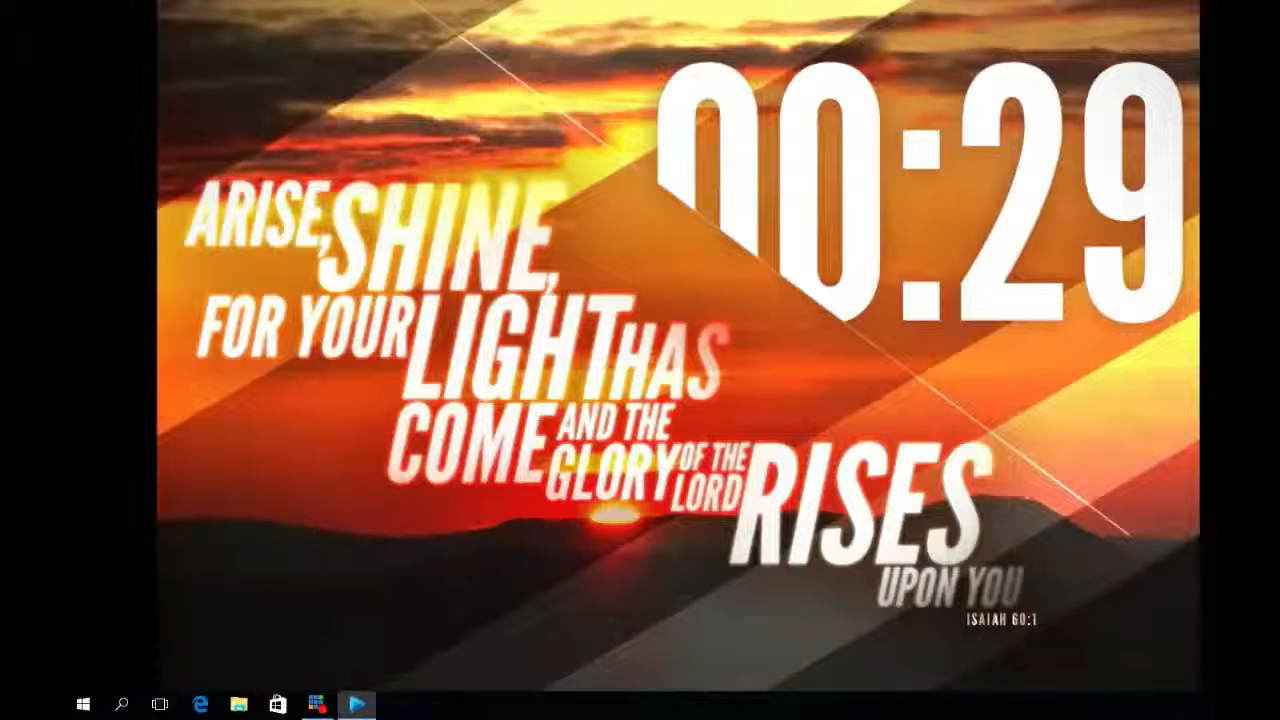 00:29
ARISE, SHINE,
FOR YOUR LIGHT HAS
COME AND THE
GLORY OF THE
LORD RISES
UPON YOU
ISAIAH 60:1